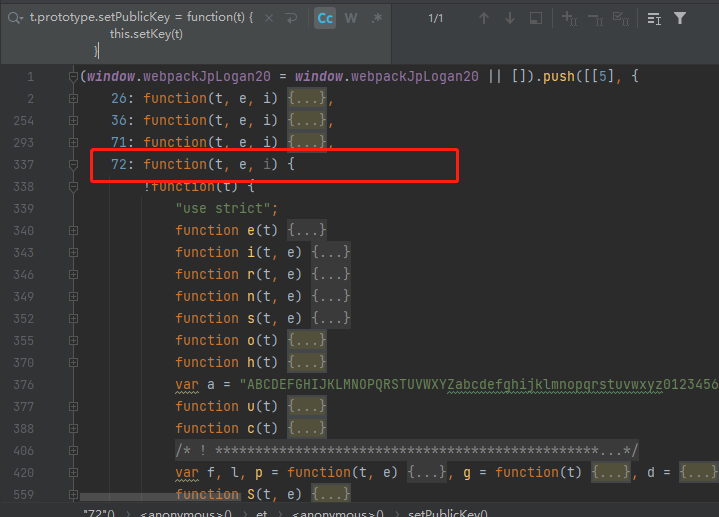 t.prototype.setPublicKey = function(t) { × Cc W .* 1/1
this.setKey(t)
}
1 (window.webpackJpLogan20 = window.webpackJpLogan20 || []).push([[5], {
2 26: function(t, e, i) {...},
254 36: function(t, e, i) {...},
293 71: function(t, e, i) {...},
337 72: function(t, e, i) {
338 !function(t) {
339 "use strict";
340 function e(t) {...}
343 function i(t, e) {...}
346 function r(t, e) {...}
349 function n(t, e) {...}
352 function s(t, e) {...}
355 function o(t) {...}
370 function h(t) {...}
376 var a = "ABCDEFGHIJKLMNOPQRSTUVWXYZabcdefghijklmnopqrstuvwxyz0123456
377 function u(t) {...}
388 function c(t) {...}
406 /* ! ************************************************...*/
420 var f, l, p = function(t, e) {...}, g = function(t) {...}, d = {...}
559 function S(t, e) {...}
"72"() › <anonymous>() › et › <anonymous>() › setPublicKey()